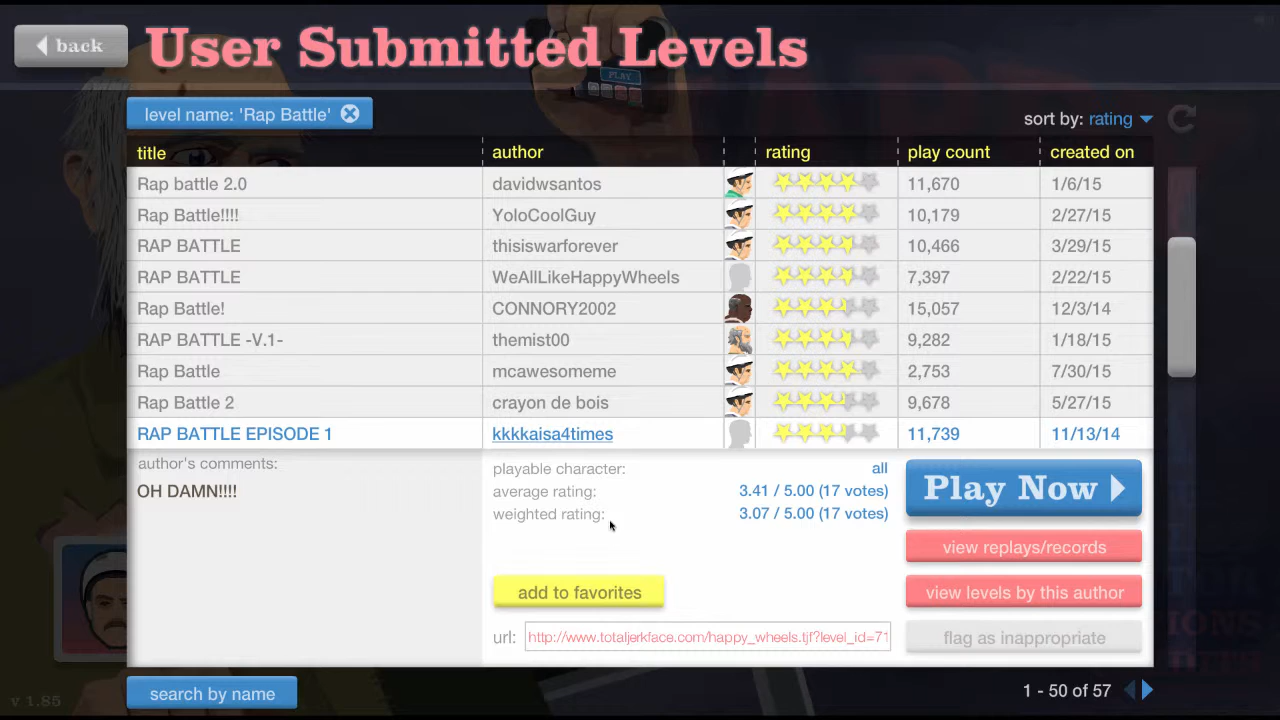 back
User Submitted Levels
PLAY
level name: 'Rap Battle'
sort by: rating
title author rating play count created on
Rap battle 2.0 davidwsantos 11,670 1/6/15
Rap Battle!!!! YoloCoolGuy 10,179 2/27/15
RAP BATTLE thisiswarforever 10,466 3/29/15
RAP BATTLE WeAllLikeHappyWheels 7,397 2/22/15
Rap Battle! CONNORY2002 15,057 12/3/14
RAP BATTLE -V.1- themist00 9,282 1/18/15
Rap Battle mcawesomeme 2,753 7/30/15
Rap Battle 2 crayon de bois 9,678 5/27/15
RAP BATTLE EPISODE 1 kkkkaisa4times 11,739 11/13/14
author's comments:
OH DAMN!!!!
playable character: all
average rating: 3.41 / 5.00 (17 votes)
weighted rating: 3.07 / 5.00 (17 votes)
Play Now
view replays/records
add to favorites
view levels by this author
url: http://www.totaljerkface.com/happy_wheels.tjf?level_id=71
flag as inappropriate
v 1.85
search by name
1 - 50 of 57